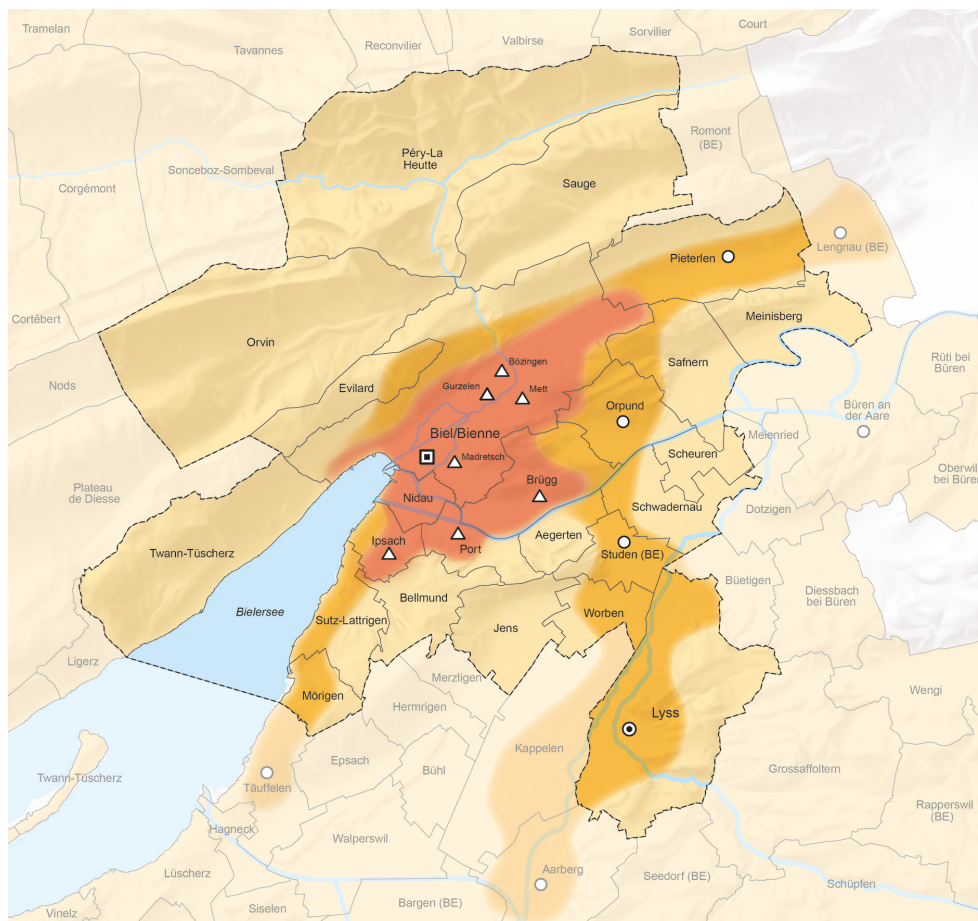 Tramelan
Tavannes
Reconvilier
Valbirse
Sorvilier
Court
Romont
(BE)
Péry-La
Heutte
Sonceboz-Sombeval
Corgémont
Sauge
Pieterlen
Lengnau (BE)
Cortébert
Orvin
Meinisberg
Bözingen
Safnern
Rüti bei
Büren
Nods
Evilard
Gurzelen
Mett
Orpund
Büren an
der Aare
Biel/Bienne
Meienried
Madretsch
Scheuren
Oberwil
bei Büren
Plateau
de Diesse
Brügg
Nidau
Schwadernau
Dotzigen
Twann-Tüscherz
Ipsach
Port
Aegerten
Studen (BE)
Büetigen
Diessbach
bei Büren
Bellmund
Bielersee
Sutz-Lattrigen
Worben
Jens
Ligerz
Merzligen
Wengi
Mörigen
Hermrigen
Lyss
Kappelen
Epsach
Bühl
Grossaffoltern
Twann-Tüscherz
Täuffelen
Rapperswil
(BE)
Hagneck
Walperswil
Lüscherz
Aarberg
Seedorf (BE)
Schüpfen
Vinelz
Siselen
Bargen (BE)